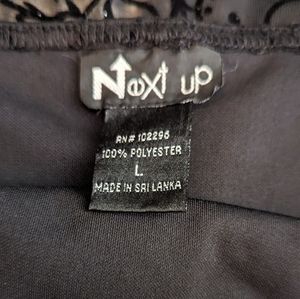 Next up
RN# 102296
100% POLYESTER
L
MADE IN SRI LANKA